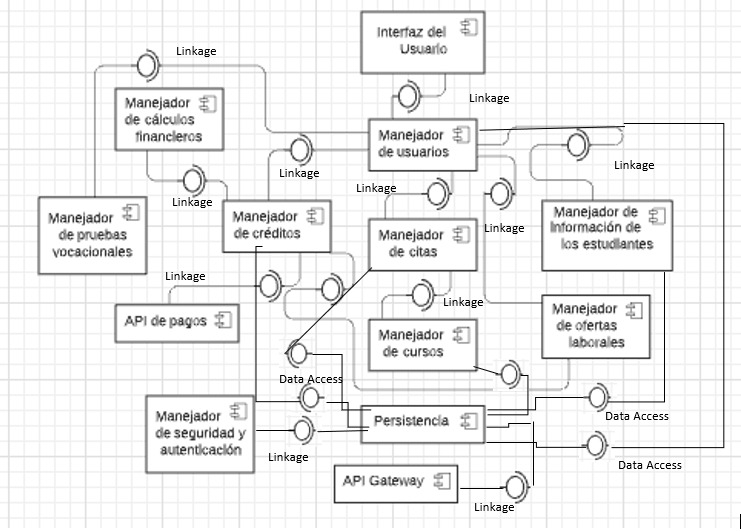 Interfaz del
Usuario
Linkage
Linkage
Manejador
de cálculos
financieros
Manejador
de usuarios
Linkage
Linkage
Linkage
Linkage
Manejador
de pruebas
vocacionales
Manejador
de créditos
Manejador
de citas
Linkage
Manejador de
Información de
los estudiantes
Linkage
API de pagos
Linkage
Manejador
de cursos
Manejador
de ofertas
laborales
Data Access
Manejador
de seguridad y
autenticación
Persistencia
Data Access
Linkage
Data Access
API Gateway
Linkage